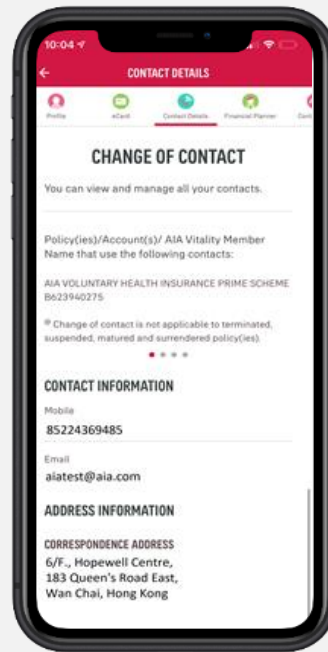 10:04
CONTACT DETAILS
Profile
eCard
Contact Details
Financial Planner
CHANGE OF CONTACT
You can view and manage all your contacts.
Policy(ies)/Account(s)/ AIA Vitality Member
Name that use the following contacts:
AIA VOLUNTARY HEALTH INSURANCE PRIME SCHEME
B623940275
* Change of contact is not applicable to terminated,
suspended, matured and surrendered policy(ies).
CONTACT INFORMATION
Mobile
85224369485
Email
aiatest@aia.com
ADDRESS INFORMATION
CORRESPONDENCE ADDRESS
6/F., Hopewell Centre,
183 Queen's Road East,
Wan Chai, Hong Kong